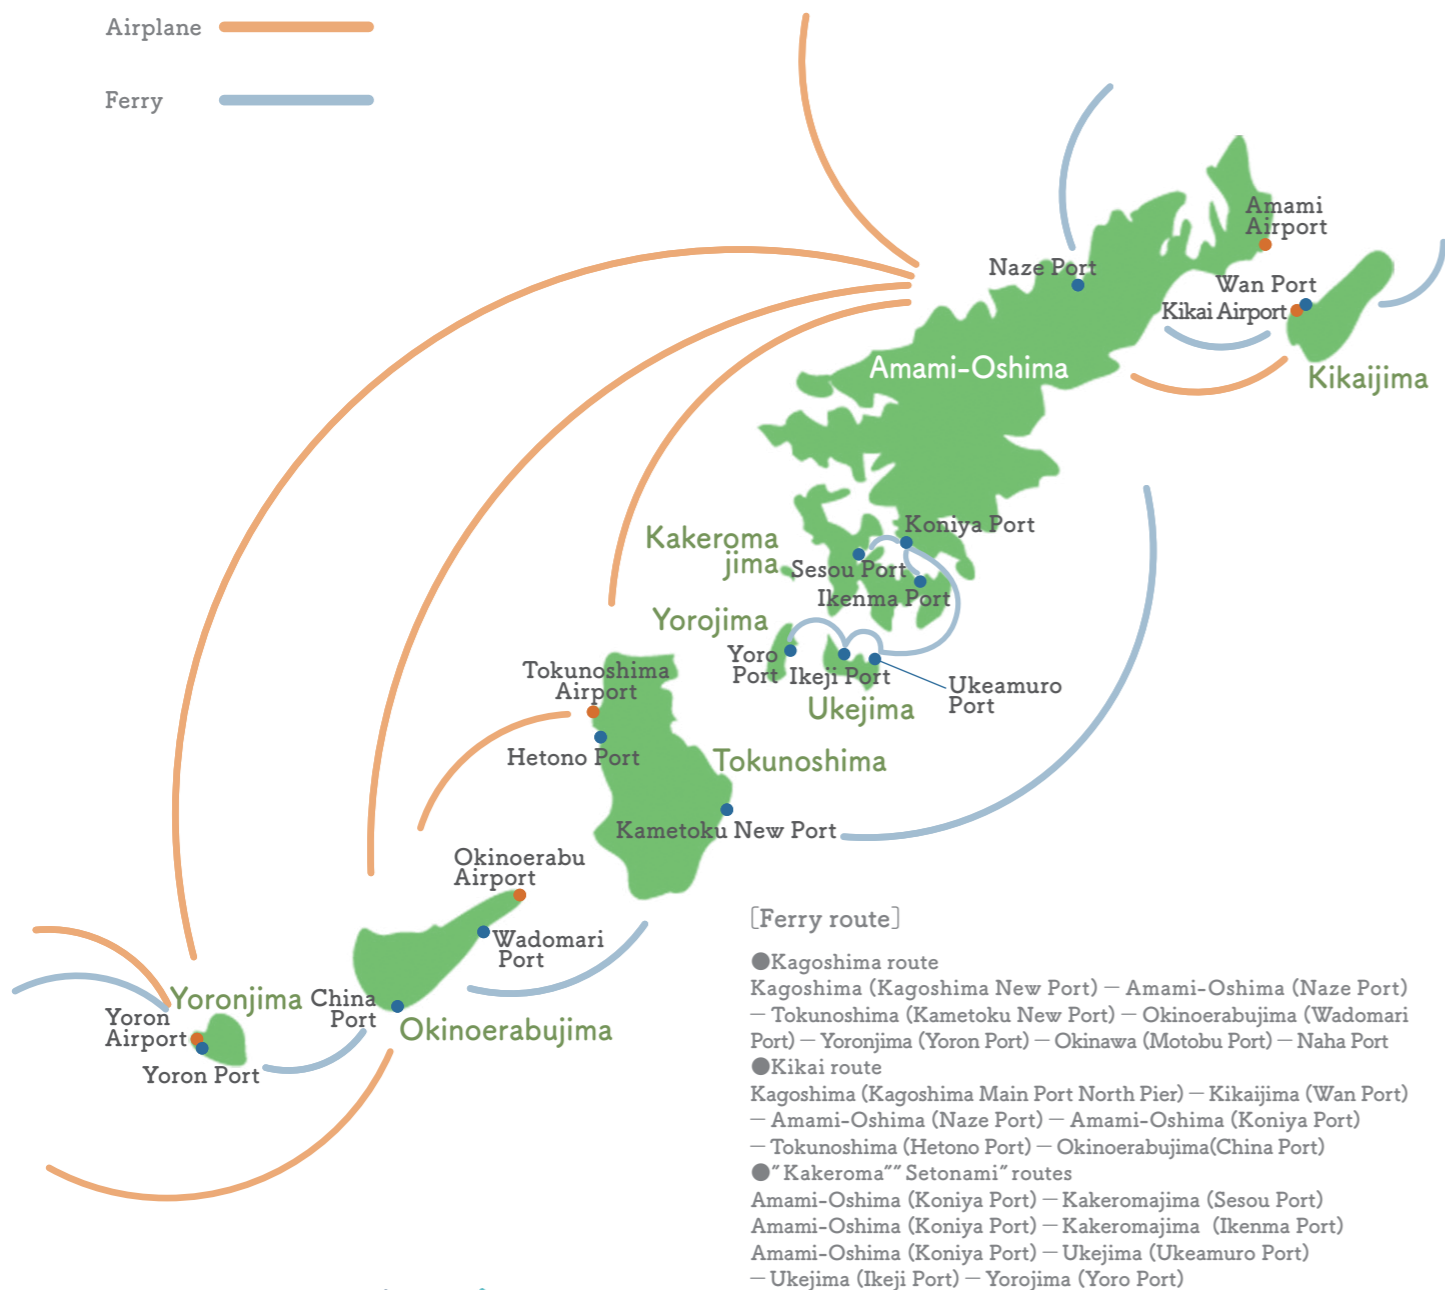 Airplane
Ferry
Amami
Airport
Naze Port
Wan Port
Kikai Airport
Amami-Oshima
Kikaijima
Koniya Port
Kakeroma
jima
Sesou Port
Ikenma Port
Yorojima
Yoro
Port
Ikeji Port
Ukeamuro
Port
Ukejima
Tokunoshima
Airport
Hetono Port
Tokunoshima
Kametoku New Port
Okinoerabu
Airport
Wadomari
Port
China
Port
Okinoerabujima
Yoronjima
Yoron
Airport
Yoron Port
[Ferry route]
●Kagoshima route
Kagoshima (Kagoshima New Port) — Amami-Oshima (Naze Port)
— Tokunoshima (Kametoku New Port) — Okinoerabujima (Wadomari
Port) — Yoronjima (Yoron Port) — Okinawa (Motobu Port) — Naha Port
●Kikai route
Kagoshima (Kagoshima Main Port North Pier) — Kikaijima (Wan Port)
— Amami-Oshima (Naze Port) — Amami-Oshima (Koniya Port)
— Tokunoshima (Hetono Port) — Okinoerabujima(China Port)
●"Kakeroma""Setonami" routes
Amami-Oshima (Koniya Port) — Kakeromajima (Sesou Port)
Amami-Oshima (Koniya Port) — Kakeromajima (Ikenma Port)
Amami-Oshima (Koniya Port) — Ukejima (Ukeamuro Port)
— Ukejima (Ikeji Port) — Yorojima (Yoro Port)